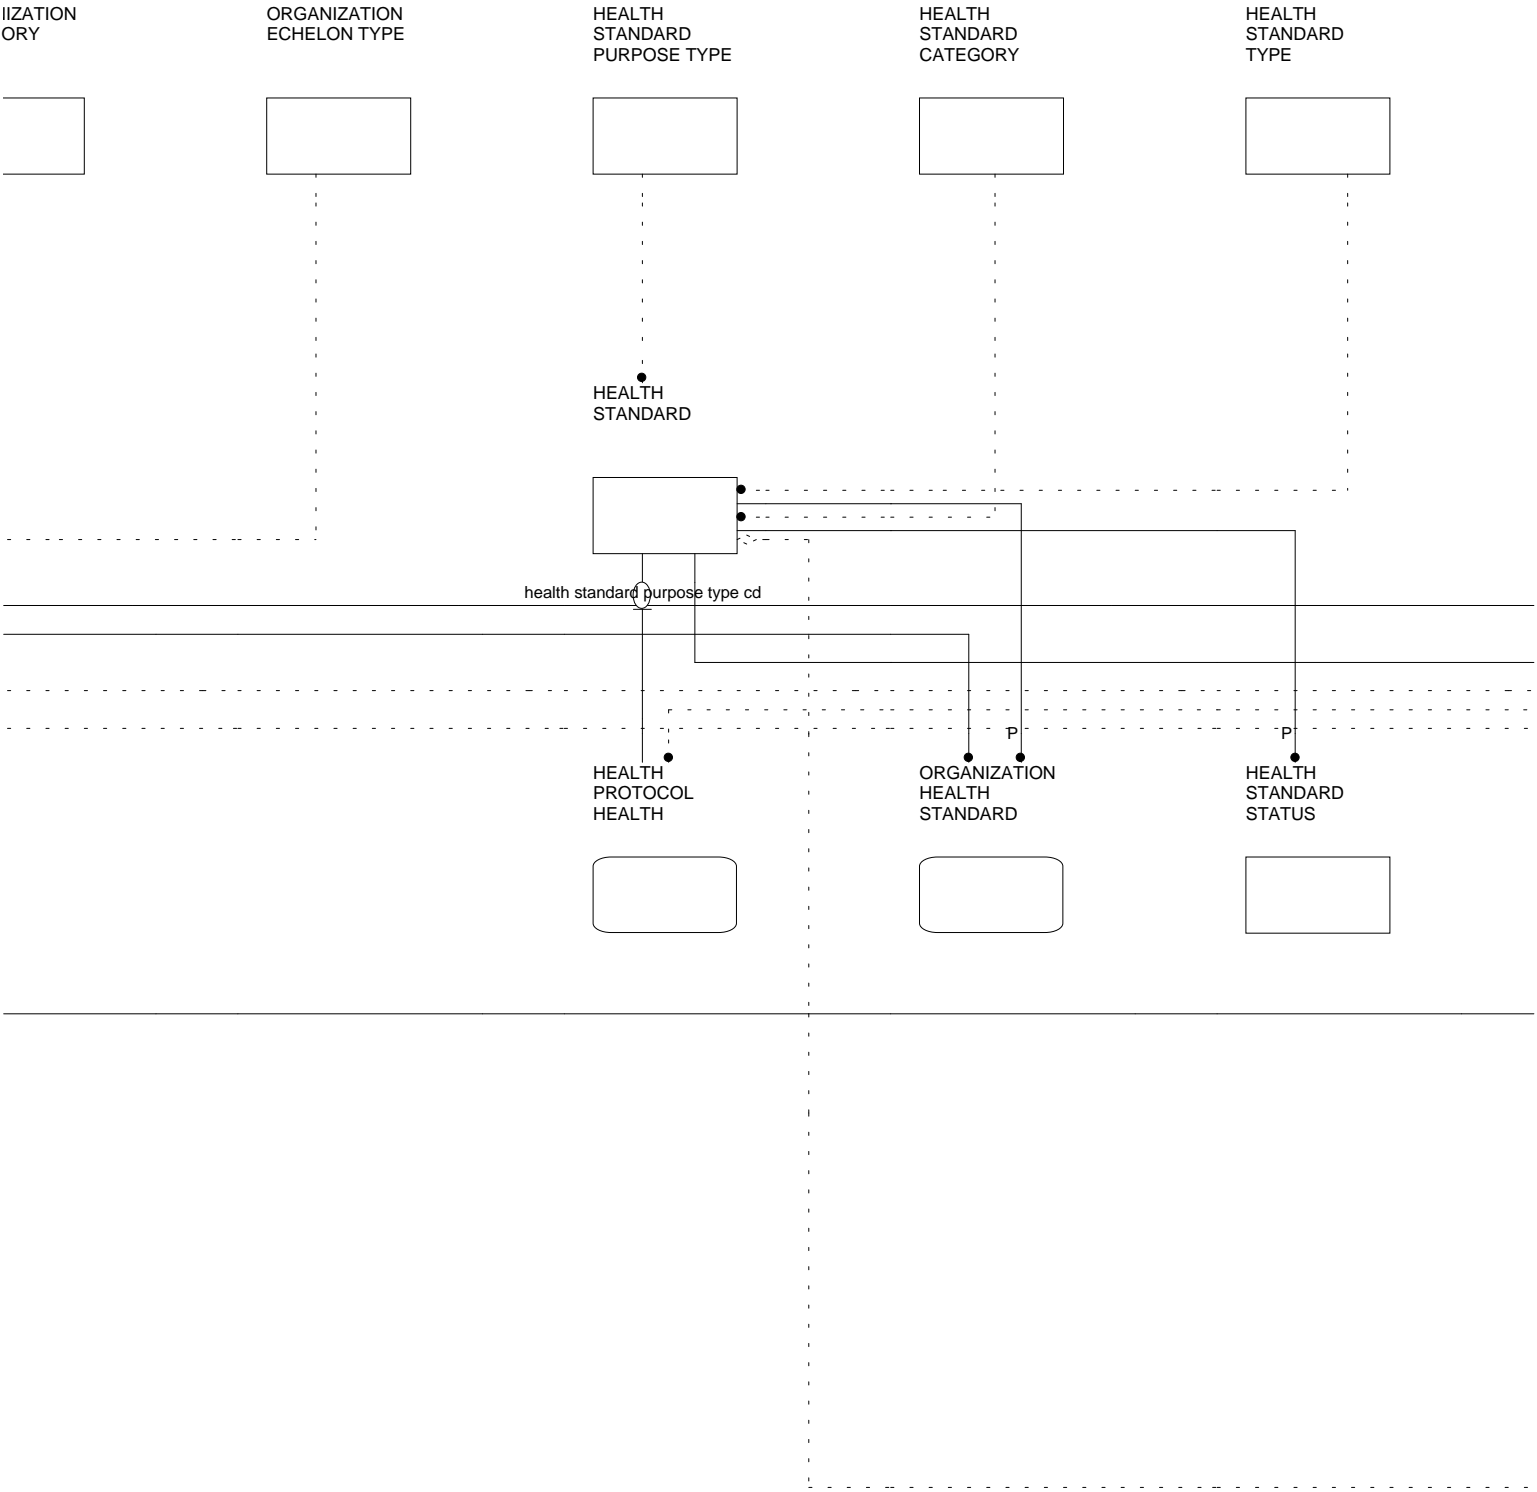 IIZATION
ORY
ORGANIZATION
ECHELON TYPE
HEALTH
STANDARD
PURPOSE TYPE
HEALTH
STANDARD
CATEGORY
HEALTH
STANDARD
TYPE
HEALTH
STANDARD
health standard purpose type cd
P
P
HEALTH
PROTOCOL
HEALTH
ORGANIZATION
HEALTH
STANDARD
HEALTH
STANDARD
STATUS